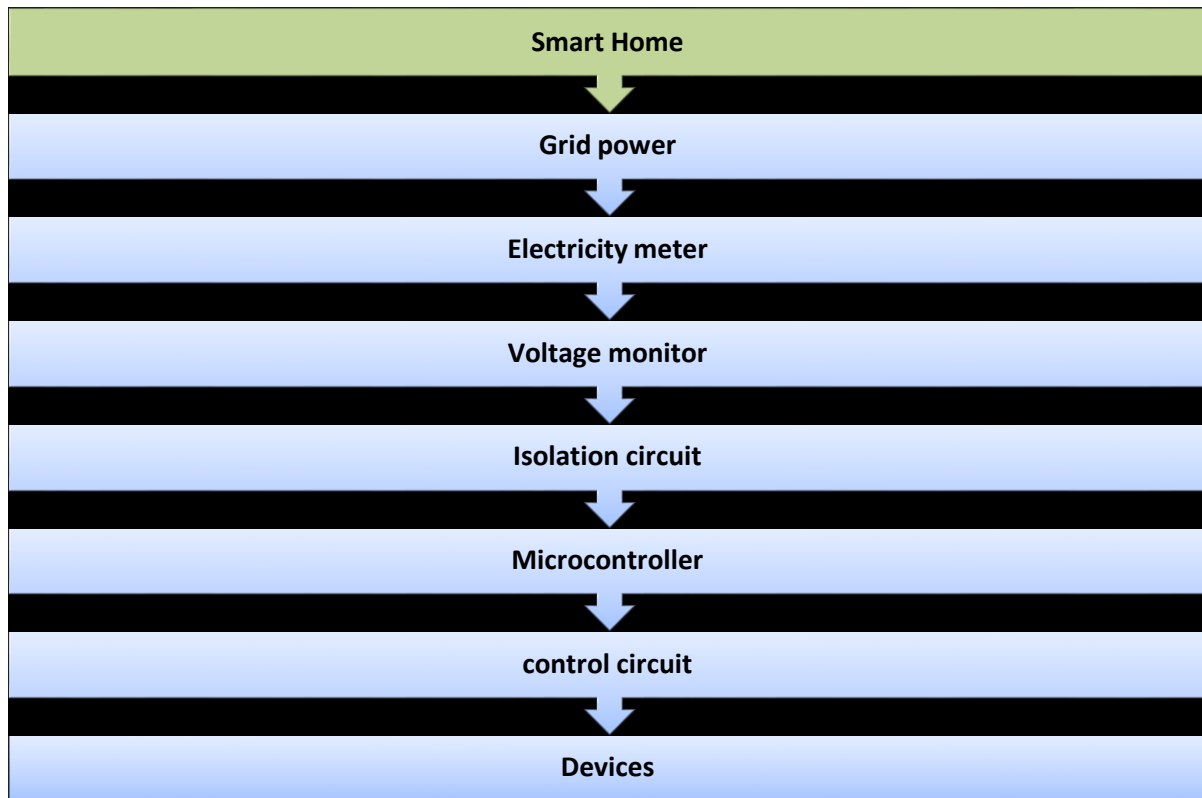 Smart Home
Grid power
Electricity meter
Voltage monitor
Isolation circuit
Microcontroller
control circuit
Devices